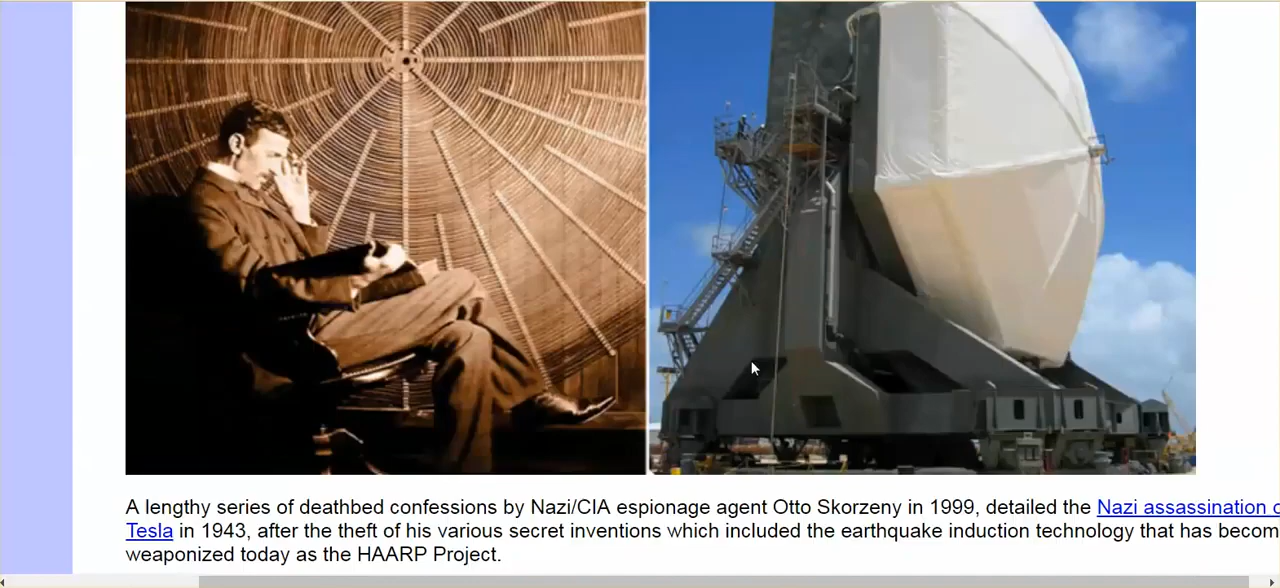 A lengthy series of deathbed confessions by Nazi/CIA espionage agent Otto Skorzeny in 1999, detailed the Nazi assassination
Tesla in 1943, after the theft of his various secret inventions which included the earthquake induction technology that has
weaponized today as the HAARP Project.